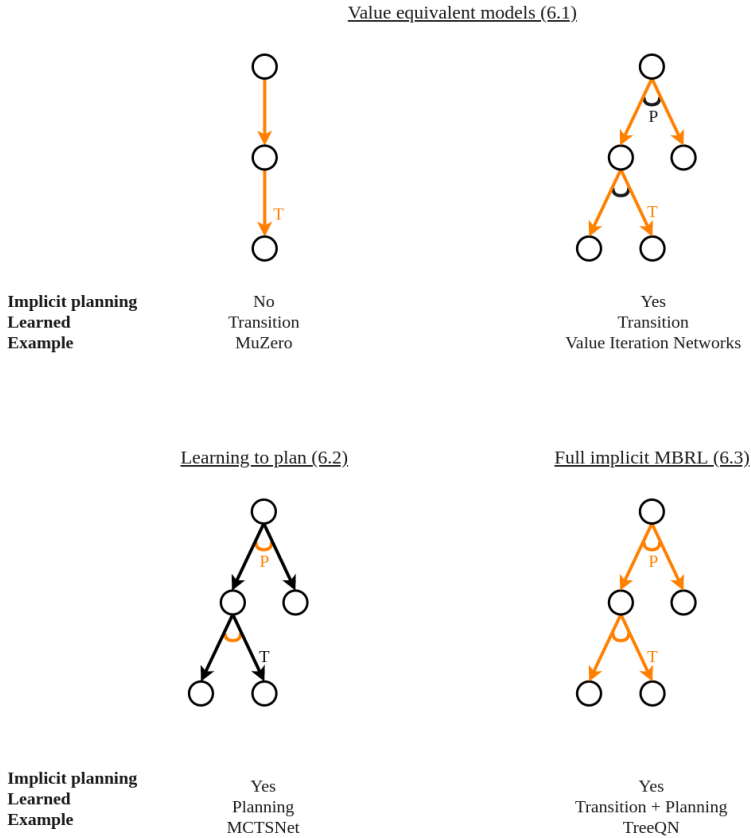 Value equivalent models (6.1)
P
T
T
Implicit planning No Yes
Learned Transition Transition
Example MuZero Value Iteration Networks
Learning to plan (6.2) Full implicit MBRL (6.3)
P P
T T
Implicit planning Yes Yes
Learned Planning Transition + Planning
Example MCTSNet TreeQN